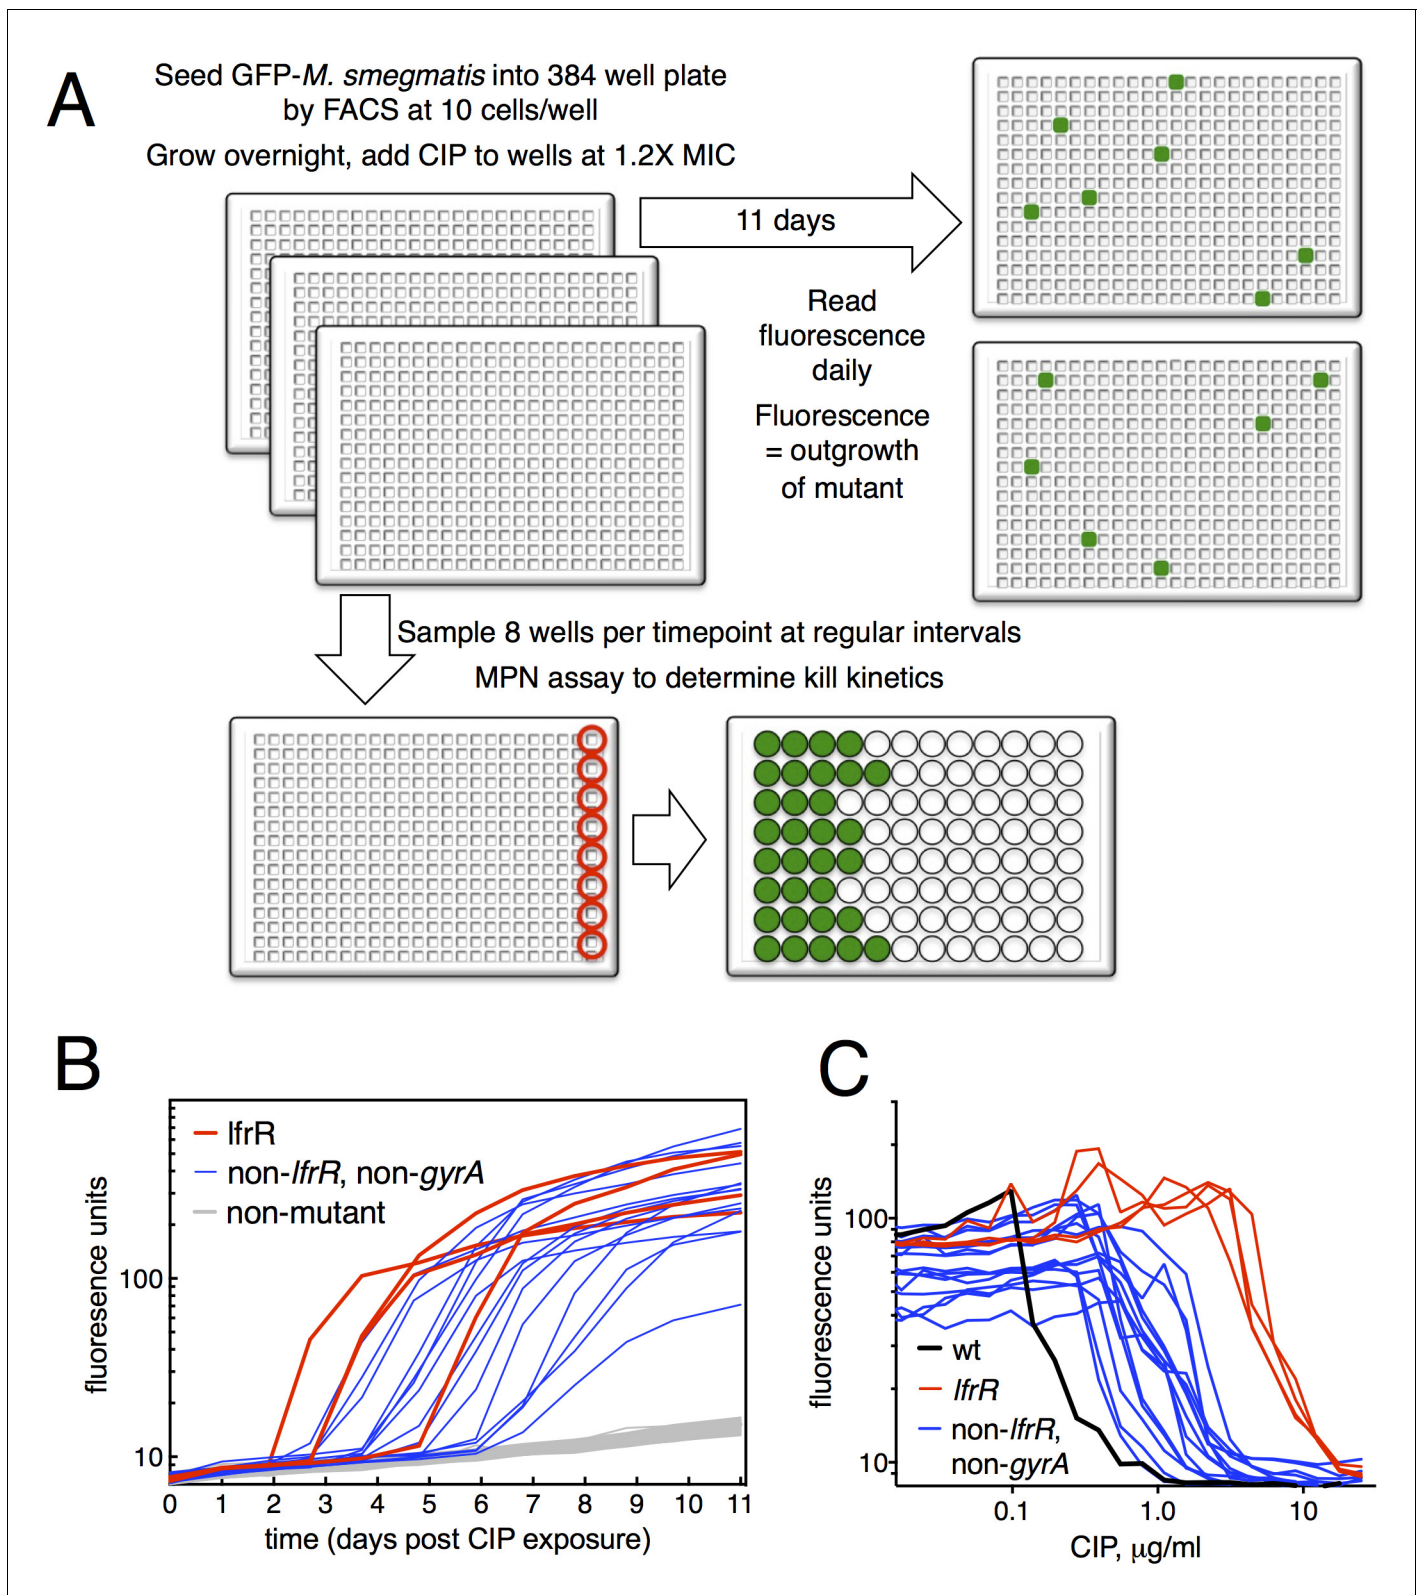 A
Seed GFP-M. smegmatis into 384 well plate
by FACS at 10 cells/well
Grow overnight, add CIP to wells at 1.2X MIC
11 days
Read
fluorescence
daily
Fluorescence
= outgrowth
of mutant
Sample 8 wells per timepoint at regular intervals
MPN assay to determine kill kinetics
B
fluoresence units
100
10
lfrR
non-lfrR, non-gyrA
non-mutant
0 1 2 3 4 5 6 7 8 9 10 11
time (days post CIP exposure)
C
fluorescence units
100
10
wt
lfrR
non-lfrR,
non-gyrA
0.1 1.0 10
CIP, μg/ml